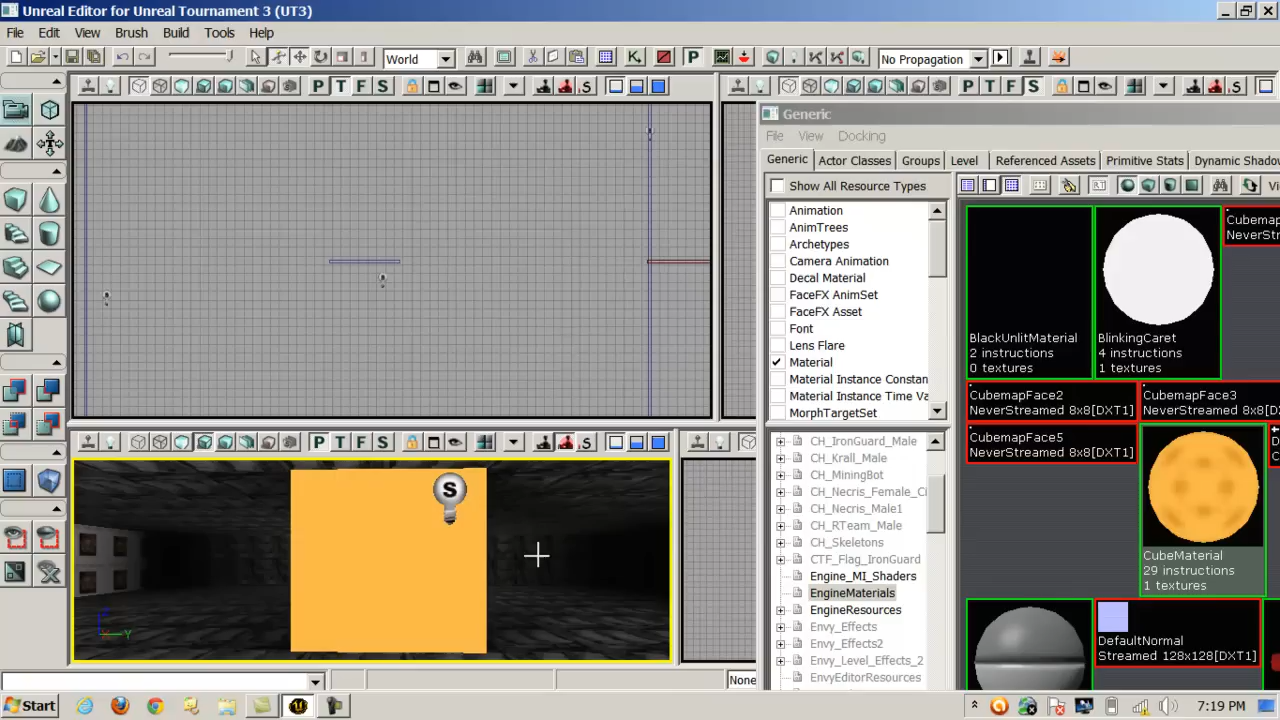 Unreal Editor for Unreal Tournament 3 (UT3)
File Edit View Brush Build Tools Help
World
P
No Propagation
P T F S
S
P T F S
S
Generic
File View Docking
Generic Actor Classes Groups Level Referenced Assets Primitive Stats Dynamic Shado
Show All Resource Types
Animation
AnimTrees
Archetypes
Camera Animation
Decal Material
FaceFX AnimSet
FaceFX Asset
Font
Lens Flare
Material
Material Instance Constan
Material Instance Time Va
MorphTargetSet
CH_IronGuard_Male
CH_Krall_Male
CH_MiningBot
CH_Necris_Female_Ci
CH_Necris_Male1
CH_RTeam_Male
CH_Skeletons
CTF_Flag_IronGuard
Engine_MI_Shaders
EngineMaterials
EngineResources
Envy_Effects
Envy_Effects2
Envy_Level_Effects_2
EnvyEditorResources
BlackUnlitMaterial
2 instructions
0 textures
BlinkingCaret
4 instructions
1 textures
Cubemap
NeverStr
CubemapFace2
NeverStreamed 8x8[DXT1]
CubemapFace3
NeverStreamed 8x8[DX
CubemapFace5
NeverStreamed 8x8[DXT1]
CubeMaterial
29 instructions
1 textures
DefaultNormal
Streamed 128x128[DXT1]
P T F S
S
S
Z
X
Y
None
Start
7:19 PM